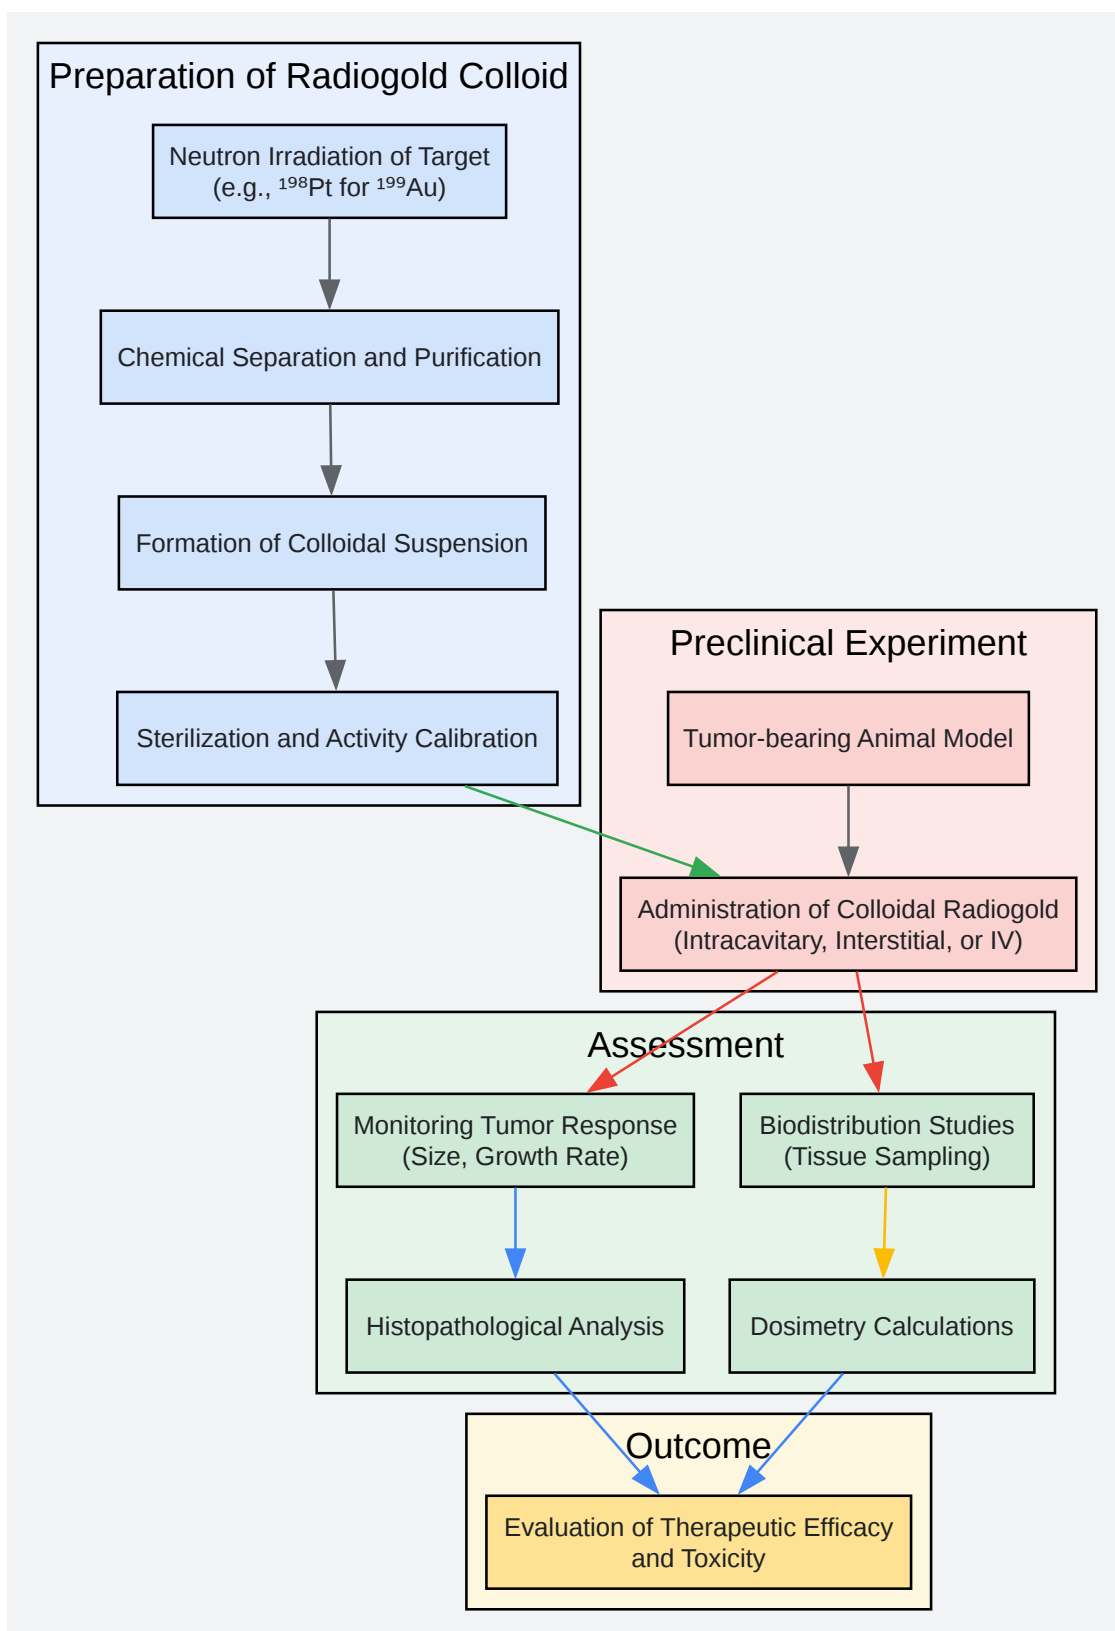 Preparation of Radiogold Colloid
Neutron Irradiation of Target
(e.g., ¹⁹⁸Pt for ¹⁹⁹Au)
Chemical Separation and Purification
Formation of Colloidal Suspension
Sterilization and Activity Calibration
Preclinical Experiment
Tumor-bearing Animal Model
Administration of Colloidal Radiogold
(Intracavitary, Interstitial, or IV)
Assessment
Monitoring Tumor Response
(Size, Growth Rate)
Biodistribution Studies
(Tissue Sampling)
Histopathological Analysis
Dosimetry Calculations
Outcome
Evaluation of Therapeutic Efficacy
and Toxicity